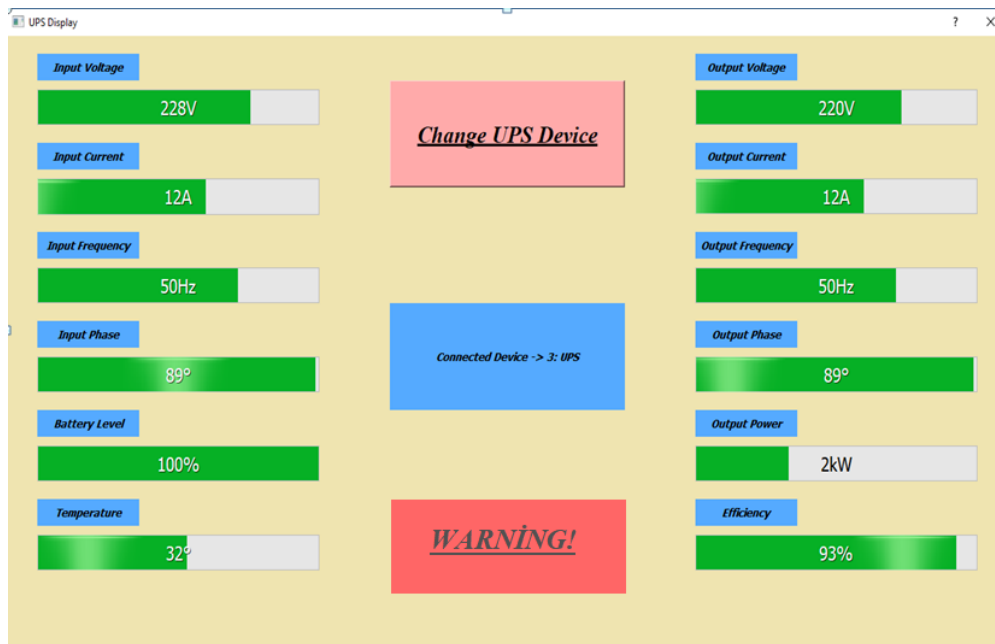 UPS Display
?
Input Voltage
228V
Input Current
12A
Input Frequency
50Hz
Input Phase
89°
Battery Level
100%
Temperature
32°
Change UPS Device
Connected Device -> 3: UPS
WARNİNG!
Output Voltage
220V
Output Current
12A
Output Frequency
50Hz
Output Phase
89°
Output Power
2kW
Efficiency
93%